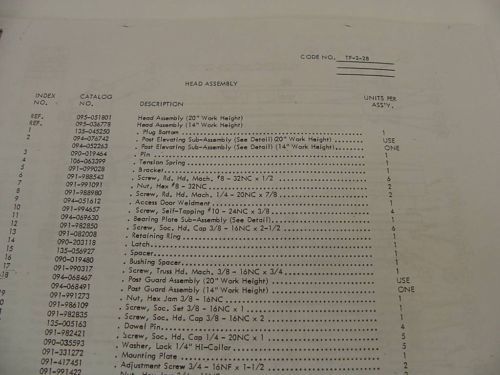 CODE NO. TP-2-28
HEAD ASSEMBLY
INDEX NO. CATALOG NO. DESCRIPTION UNITS PER ASS'Y.
REF. 095-051801 Head Assembly (20" Work Height)
REF. 095-036778 Head Assembly (14" Work Height)
1 135-045250 . Plug Bottom 1
2 094-076742 . Post Elevating Sub-Assembly (See Detail) (20" Work Height) USE
094-052263 . Post Elevating Sub-Assembly (See Detail) (14" Work Height) ONE
3 090-019464 . Pin 1
4 106-063399 . Tension Spring 1
5 091-099028 . Bracket 1
6 091-988543 . Screw, Rd. Hd. Mach. #8 - 32NC x 1/2 6
7 091-991091 . Nut, Hex #8 - 32NC 2
8 091-988980 . Screw, Rd. Hd. Mach. 1/4 - 20NC x 7/8 2
9 094-051612 . Access Door Weldment 1
10 091-994657 . Screw, Self-Tapping #10 - 24NC x 3/8 4
11 094-069630 . Bearing Plate Sub-Assembly (See Detail) 1
12 091-982850 . Screw, Soc. Hd. Cap 3/8 - 16NC x 2-1/2 6
13 091-082008 . Retaining Ring 1
14 090-202118 . Latch 1
15 135-056927 . Spacer 1
16 090-019480 . Bushing Spacer 1
17 091-990317 . Screw, Truss Hd. Mach. 3/8 - 16NC x 3/4 1
18 094-068467 . Post Guard Assembly (20" Work Height) USE
094-068491 . Post Guard Assembly (14" Work Height) ONE
091-991273 . Nut, Hex Jam 3/8 - 16NC 1
091-986109 . Screw, Soc. Set 3/8 - 16NC x 1 1
091-982835 . Screw, Soc. Hd. Cap 3/8 - 16NC x 2 1
135-005163 . Dowel Pin 4
091-982421 . Screw, Soc. Hd. Cap 1/4 - 20NC x 1 5
090-035593 . Washer, Lock 1/4" Hi-Collar 5
091-331272 . Mounting Plate 1
091-417451 . Adjustment Screw 3/4 - 16NF x 1-1/2 2
091-991422